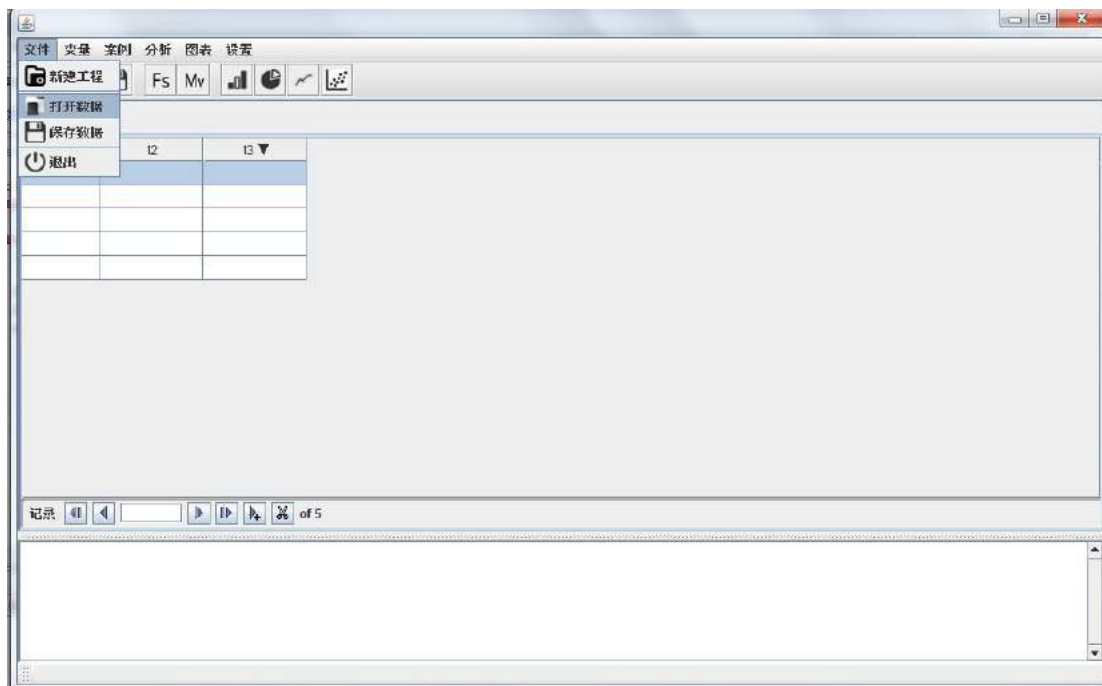 文件 变量 案例 分析 图表 设置
新建工程 Fs Mv
打开数据
保存数据
退出 t2 t3 ▼
记录 of 5